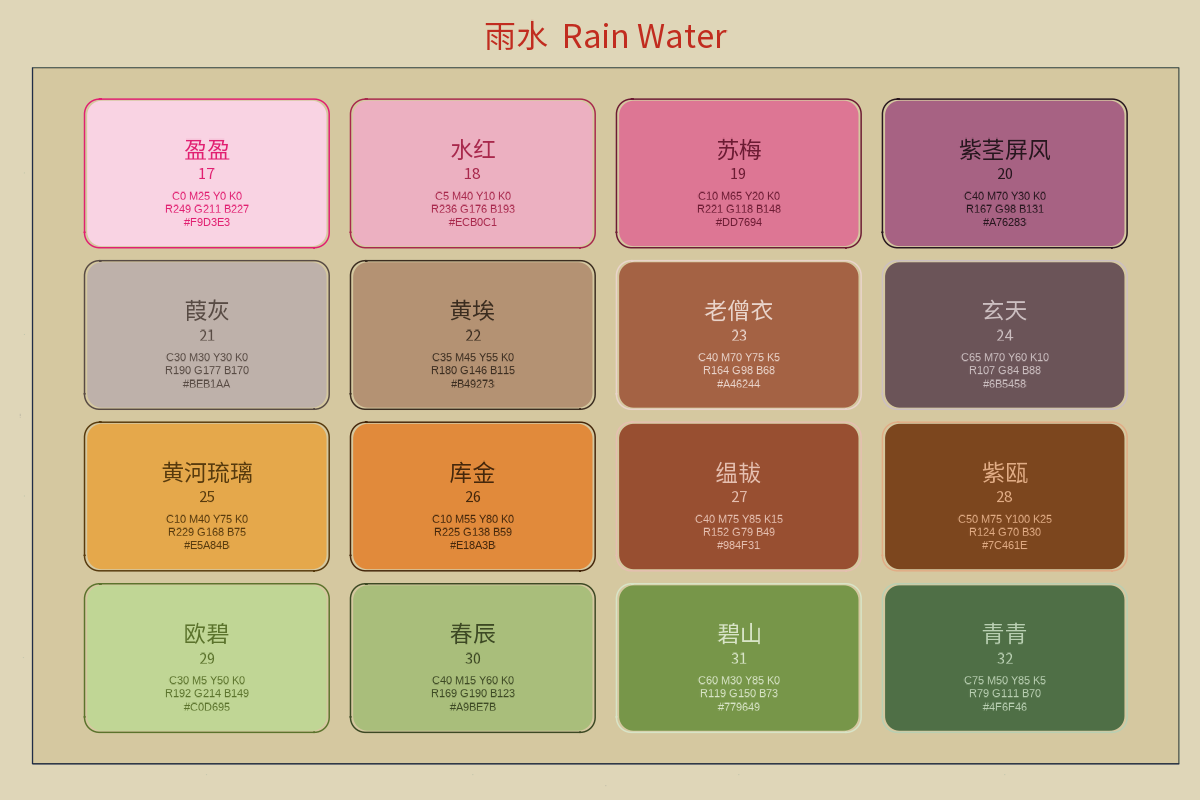 雨水 Rain Water
盈盈
17
C0 M25 Y0 K0
R249 G211 B227
#F9D3E3
水红
18
C5 M40 Y10 K0
R236 G176 B193
#ECB0C1
苏梅
19
C10 M65 Y20 K0
R221 G118 B148
#DD7694
紫茎屏风
20
C40 M70 Y30 K0
R167 G98 B131
#A76283
葭灰
21
C30 M30 Y30 K0
R190 G177 B170
#BEB1AA
黄埃
22
C35 M45 Y55 K0
R180 G146 B115
#B49273
老僧衣
23
C40 M70 Y75 K5
R164 G98 B68
#A46244
玄天
24
C65 M70 Y60 K10
R107 G84 B88
#6B5458
黄河琉璃
25
C10 M40 Y75 K0
R229 G168 B75
#E5A84B
库金
26
C10 M55 Y80 K0
R225 G138 B59
#E18A3B
缊韨
27
C40 M75 Y85 K15
R152 G79 B49
#984F31
紫瓯
28
C50 M75 Y100 K25
R124 G70 B30
#7C461E
欧碧
29
C30 M5 Y50 K0
R192 G214 B149
#C0D695
春辰
30
C40 M15 Y60 K0
R169 G190 B123
#A9BE7B
碧山
31
C60 M30 Y85 K0
R119 G150 B73
#779649
青青
32
C75 M50 Y85 K5
R79 G111 B70
#4F6F46